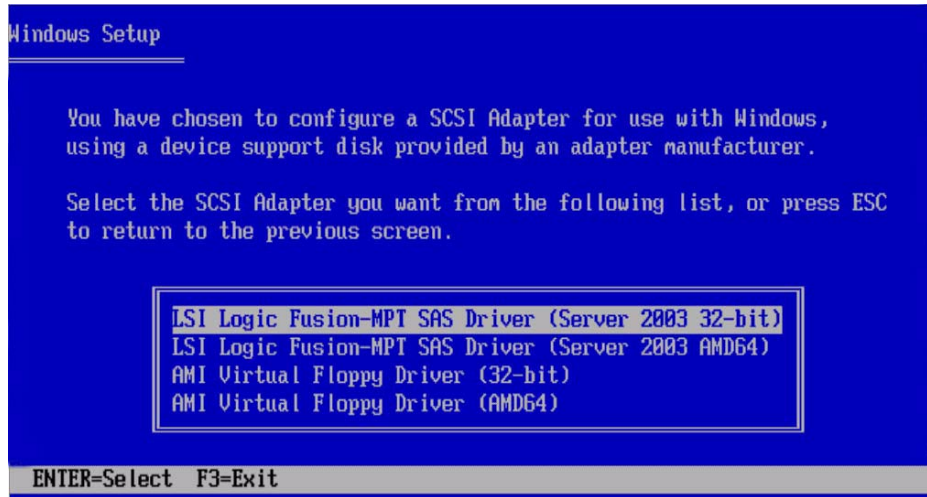 Windows Setup
You have chosen to configure a SCSI Adapter for use with Windows,
using a device support disk provided by an adapter manufacturer.
Select the SCSI Adapter you want from the following list, or press ESC
to return to the previous screen.
LSI Logic Fusion-MPT SAS Driver (Server 2003 32-bit)
LSI Logic Fusion-MPT SAS Driver (Server 2003 AMD64)
AMI Virtual Floppy Driver (32-bit)
AMI Virtual Floppy Driver (AMD64)
ENTER=Select F3=Exit